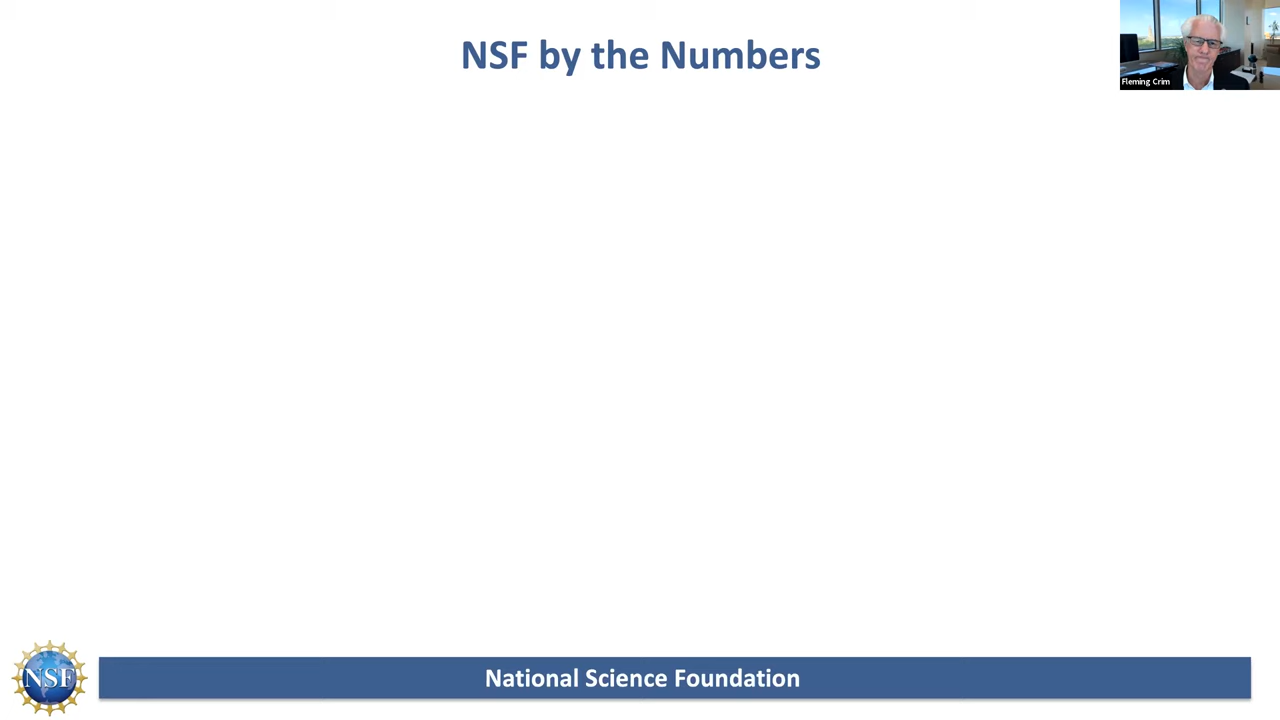 NSF by the Numbers
Fleming Crim
NSF
National Science Foundation